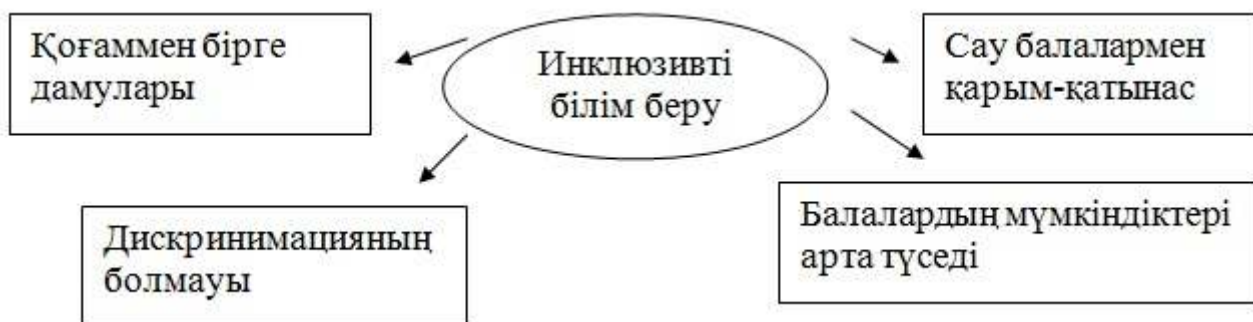 Қоғаммен бірге
дамулары
Инклюзивті
білім беру
Сау балалармен
қарым-қатынас
Дискринимацияның
болмауы
Балалардың мүмкіндіктері
арта түседі